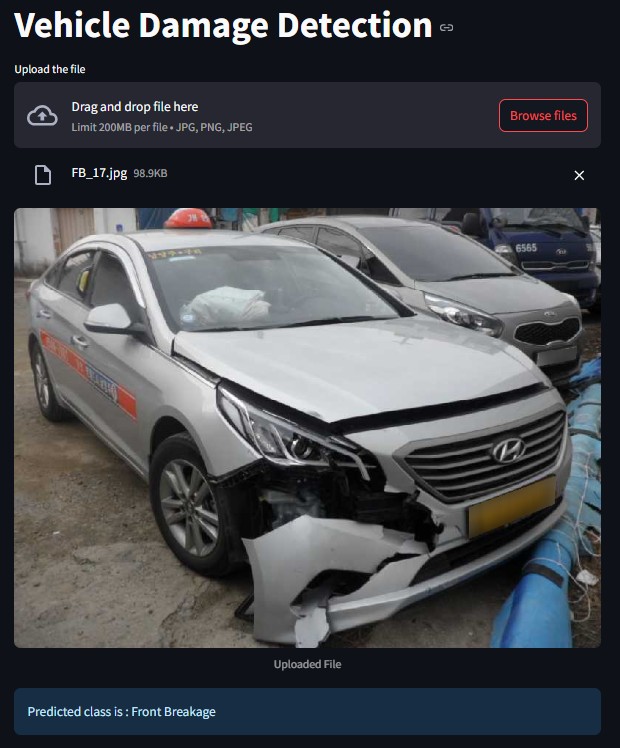 Vehicle Damage Detection
Upload the file
Drag and drop file here
Limit 200MB per file • JPG, PNG, JPEG
Browse files
FB_17.jpg 98.9KB
6565
Uploaded File
Predicted class is : Front Breakage